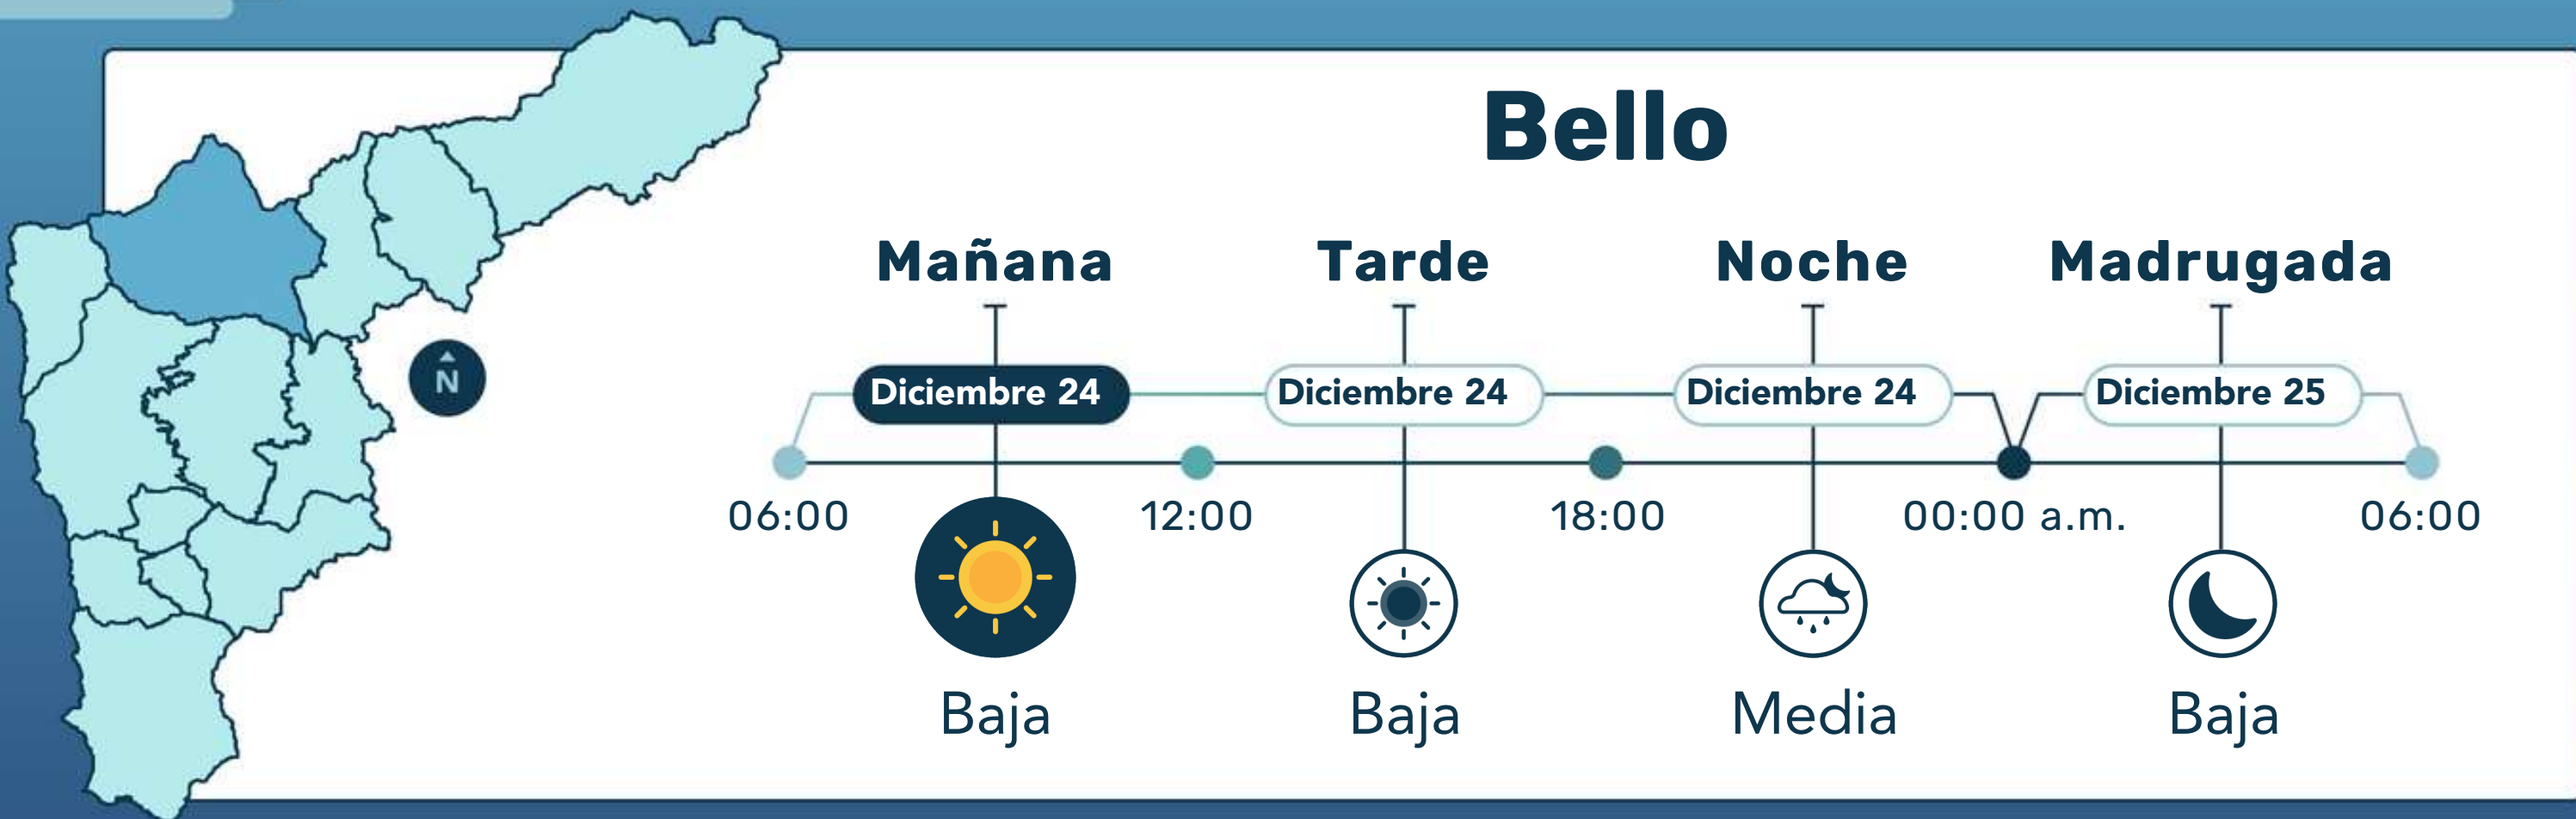 Bello
Mañana Tarde Noche Madrugada
N
Diciembre 24 Diciembre 24 Diciembre 24 Diciembre 25
06:00 12:00 18:00 00:00 a.m. 06:00
Baja Baja Media Baja